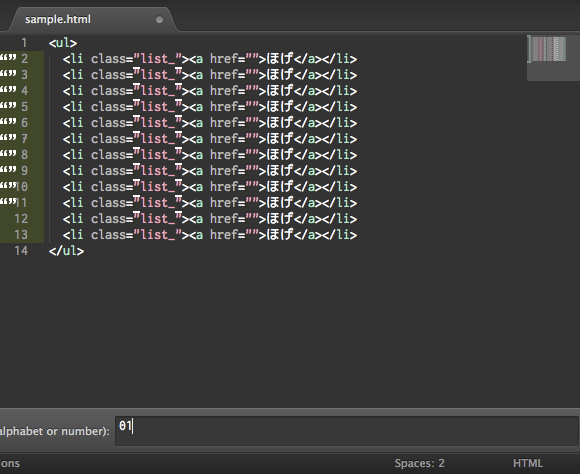 sample.html
1 <ul>
2 <li class="list_"><a href="">ほげ</a></li>
3 <li class="list_"><a href="">ほげ</a></li>
4 <li class="list_"><a href="">ほげ</a></li>
5 <li class="list_"><a href="">ほげ</a></li>
6 <li class="list_"><a href="">ほげ</a></li>
7 <li class="list_"><a href="">ほげ</a></li>
8 <li class="list_"><a href="">ほげ</a></li>
9 <li class="list_"><a href="">ほげ</a></li>
10 <li class="list_"><a href="">ほげ</a></li>
11 <li class="list_"><a href="">ほげ</a></li>
12 <li class="list_"><a href="">ほげ</a></li>
13 <li class="list_"><a href="">ほげ</a></li>
14 </ul>
alphabet or number): 01
ons Spaces: 2 HTML